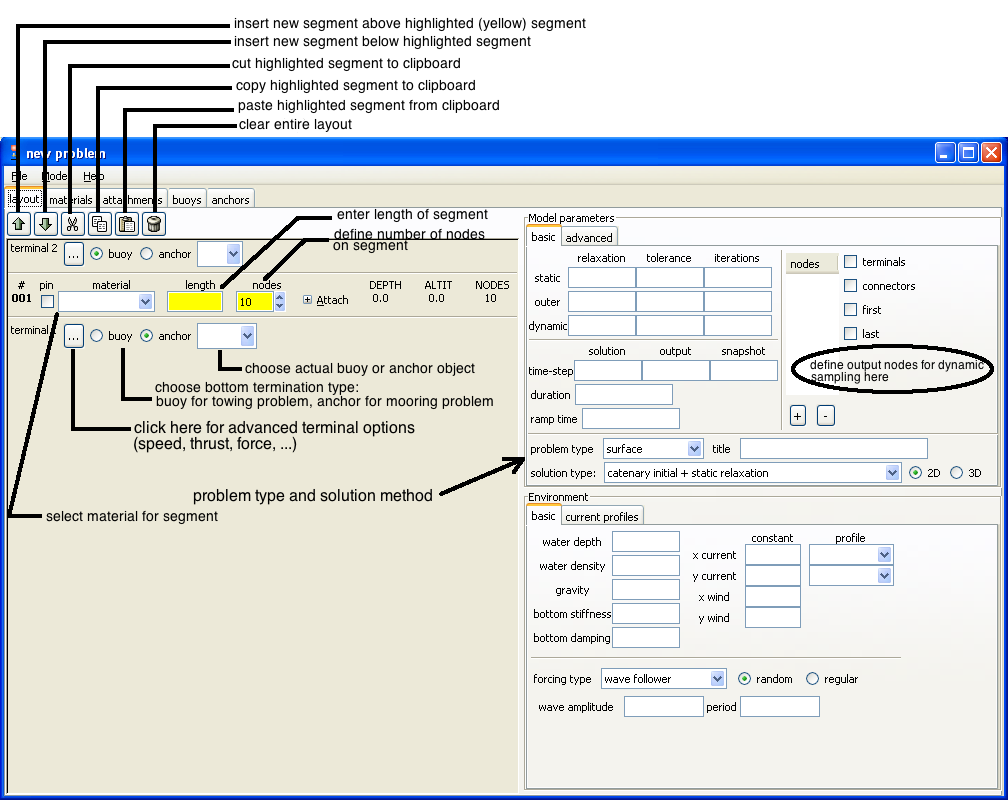 insert new segment above highlighted (yellow) segment
insert new segment below highlighted segment
cut highlighted segment to clipboard
copy highlighted segment to clipboard
paste highlighted segment from clipboard
clear entire layout
new problem
File Model Help
layout materials attachments buoys anchors
enter length of segment
define number of nodes
on segment
terminal 2 ... buoy anchor
# pin material length nodes DEPTH ALTIT NODES
001 10 Attach 0.0 0.0 10
terminal ... buoy anchor
choose actual buoy or anchor object
choose bottom termination type:
buoy for towing problem, anchor for mooring problem
click here for advanced terminal options
(speed, thrust, force, ...)
problem type and solution method
select material for segment
Model parameters
basic advanced
relaxation tolerance iterations
static
outer
dynamic
nodes
terminals
connectors
first
last
define output nodes for dynamic
sampling here
+ -
solution output snapshot
time-step
duration
ramp time
problem type surface title
solution type: catenary initial + static relaxation 2D 3D
Environment
basic current profiles
water depth
water density
gravity
bottom stiffness
bottom damping
constant profile
x current
y current
x wind
y wind
forcing type wave follower random regular
wave amplitude period